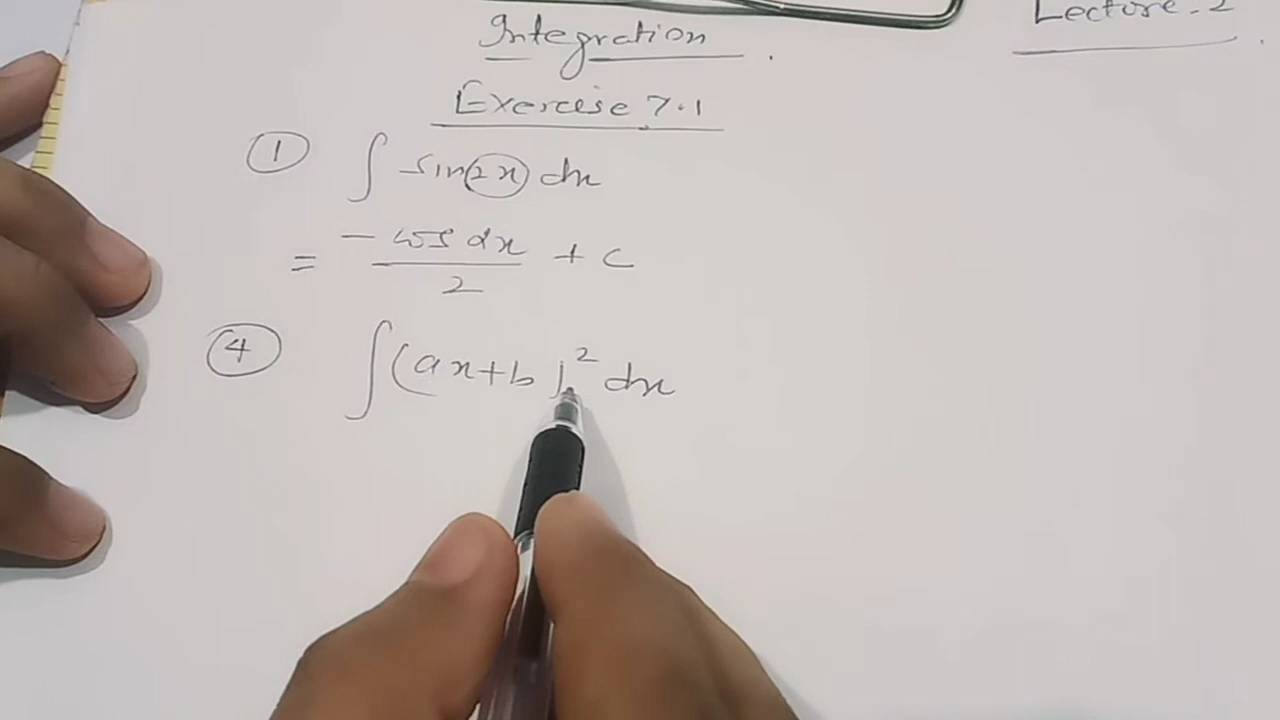 Lecture-2
Integration
Exercise 7.1
① ∫ sin 2x dx
= - cos 2x / 2 + c
④ ∫ (ax+b)² dx